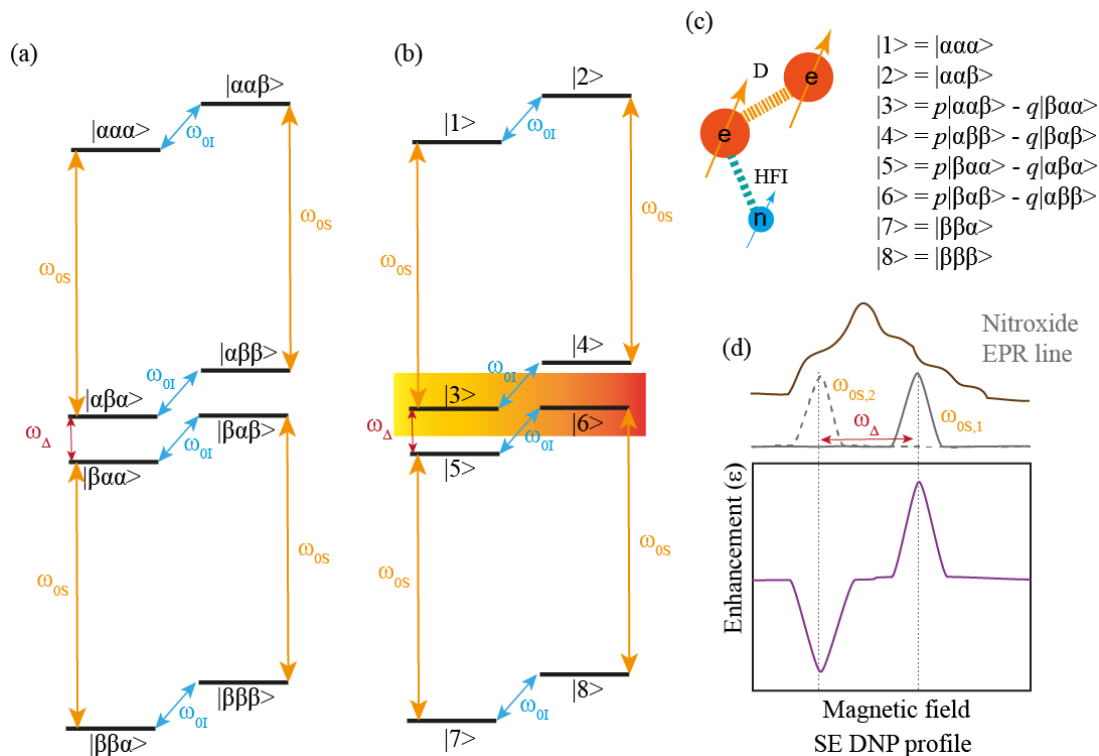 (a)
|ααβ>
|ααα>
ω0I
ω0S
ω0S
|αββ>
ω0I
|αβα>
|βαβ>
ωΔ
ω0I
|βαα>
ω0S
ω0S
|βββ>
ω0I
|ββα>
(b)
|2>
|1>
ω0I
ω0S
ω0S
|4>
ω0I
|3>
|6>
ωΔ
ω0I
|5>
ω0S
ω0S
|8>
ω0I
|7>
(c)
D
e
e
HFI
n
|1> = |ααα>
|2> = |ααβ>
|3> = p|ααβ> - q|βαα>
|4> = p|αββ> - q|βαβ>
|5> = p|βαα> - q|αβα>
|6> = p|βαβ> - q|αββ>
|7> = |ββα>
|8> = |βββ>
(d)
Nitroxide
EPR line
ω0S,2
ωΔ
ω0S,1
Enhancement (ε)
Magnetic field
SE DNP profile